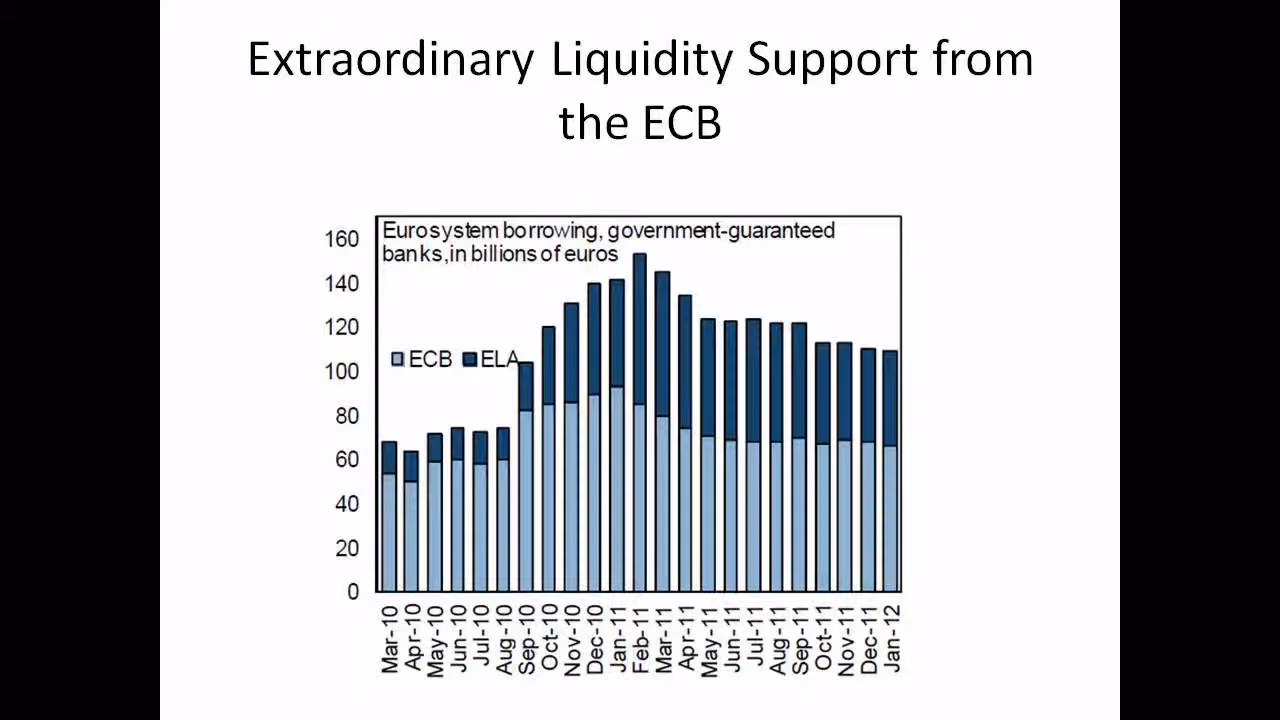 Extraordinary Liquidity Support from
the ECB
Eurosystem borrowing, government-guaranteed
banks, in billions of euros
160
140
120
100
80
60
40
20
0
ECB ELA
Mar-10
Apr-10
May-10
Jun-10
Jul-10
Aug-10
Sep-10
Oct-10
Nov-10
Dec-10
Jan-11
Feb-11
Mar-11
Apr-11
May-11
Jun-11
Jul-11
Aug-11
Sep-11
Oct-11
Nov-11
Dec-11
Jan-12